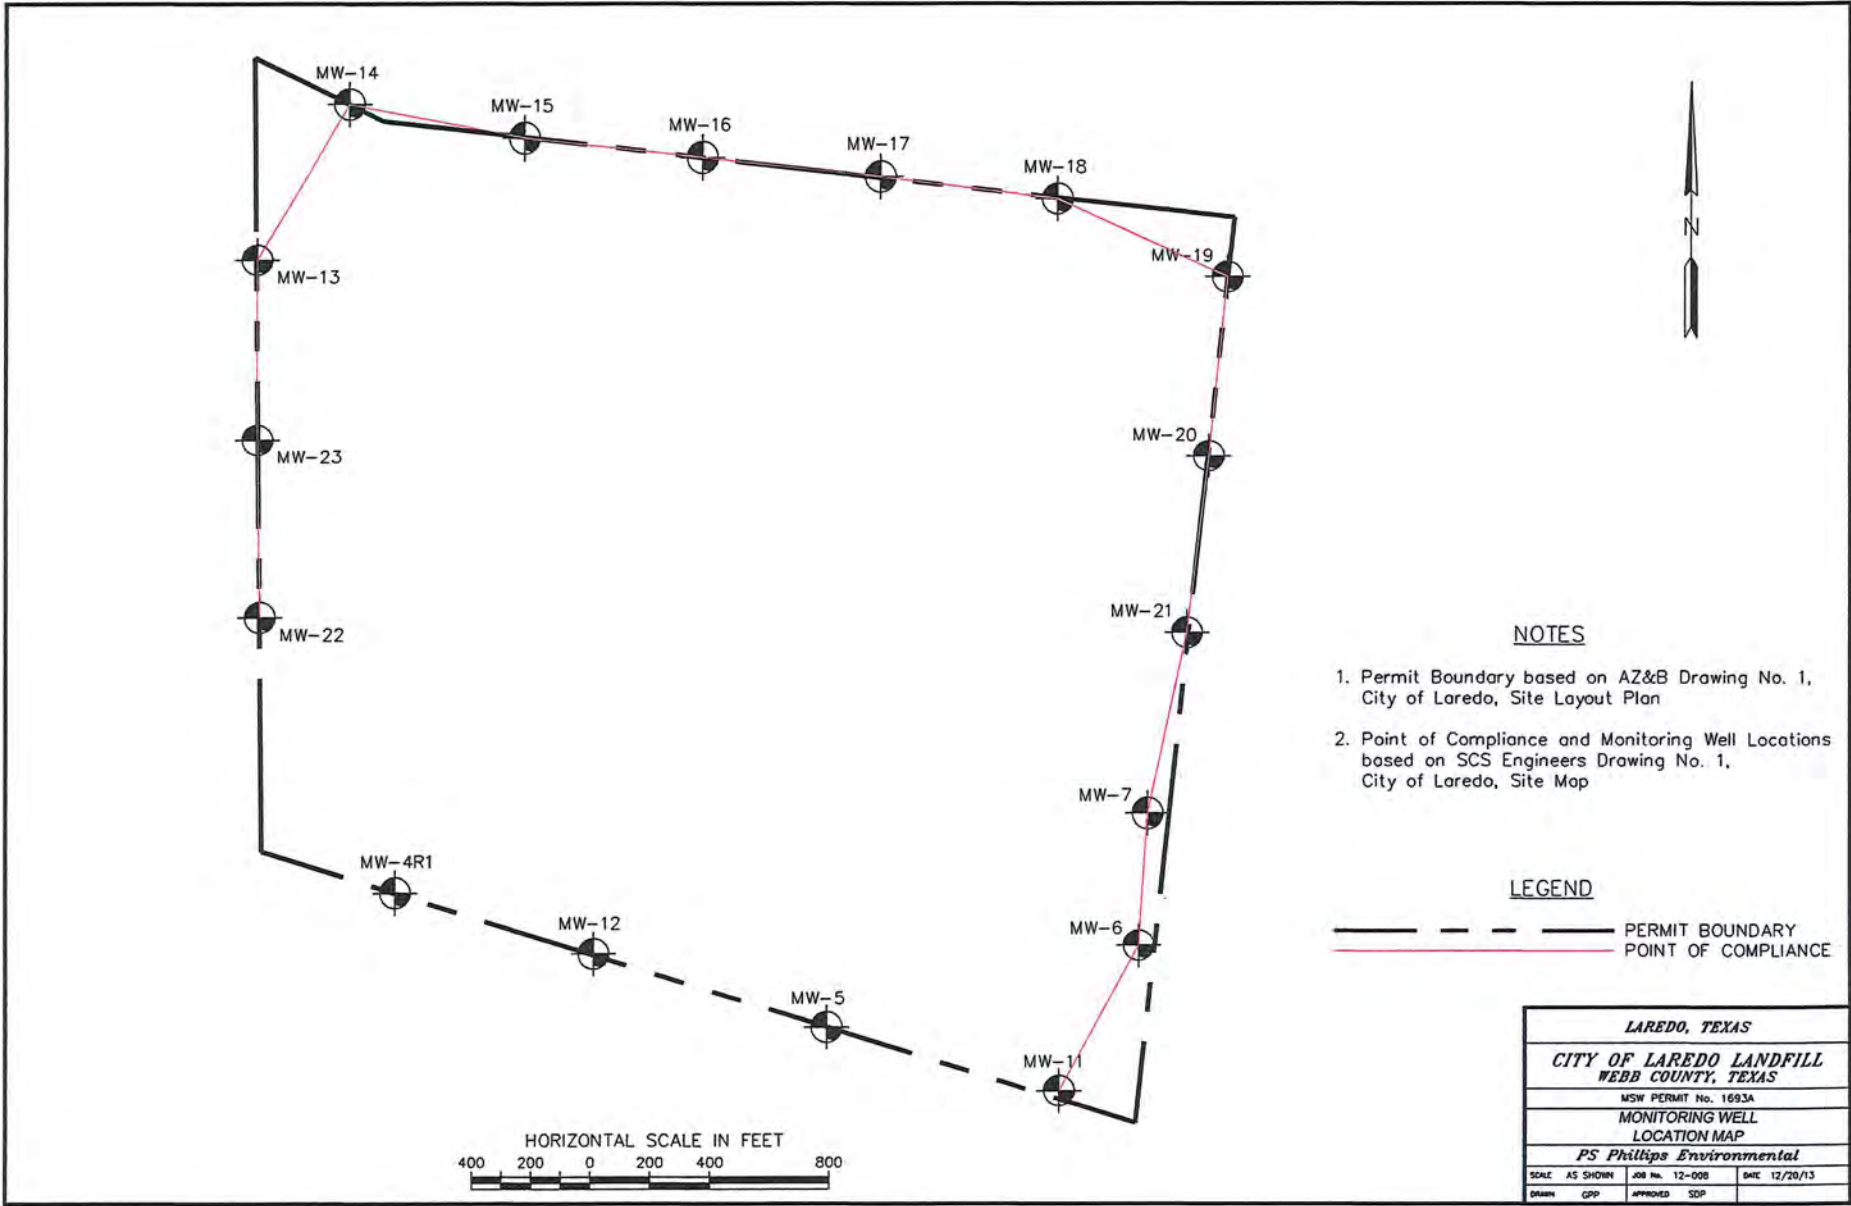 MW-14
MW-15
MW-16
MW-17
MW-18
MW-19
MW-13
MW-23
MW-20
MW-22
MW-21
MW-7
MW-4R1
MW-12
MW-6
MW-5
MW-11
N
NOTES
1. Permit Boundary based on AZ&B Drawing No. 1,
City of Laredo, Site Layout Plan
2. Point of Compliance and Monitoring Well Locations
based on SCS Engineers Drawing No. 1,
City of Laredo, Site Map
LEGEND
PERMIT BOUNDARY
POINT OF COMPLIANCE
HORIZONTAL SCALE IN FEET
400 200 0 200 400 800
LAREDO, TEXAS
CITY OF LAREDO LANDFILL
WEBB COUNTY, TEXAS
MSW PERMIT No. 1693A
MONITORING WELL
LOCATION MAP
PS Phillips Environmental
SCALE AS SHOWN JOB No. 12-008 DATE 12/20/13
DRAWN GPP APPROVED SDP